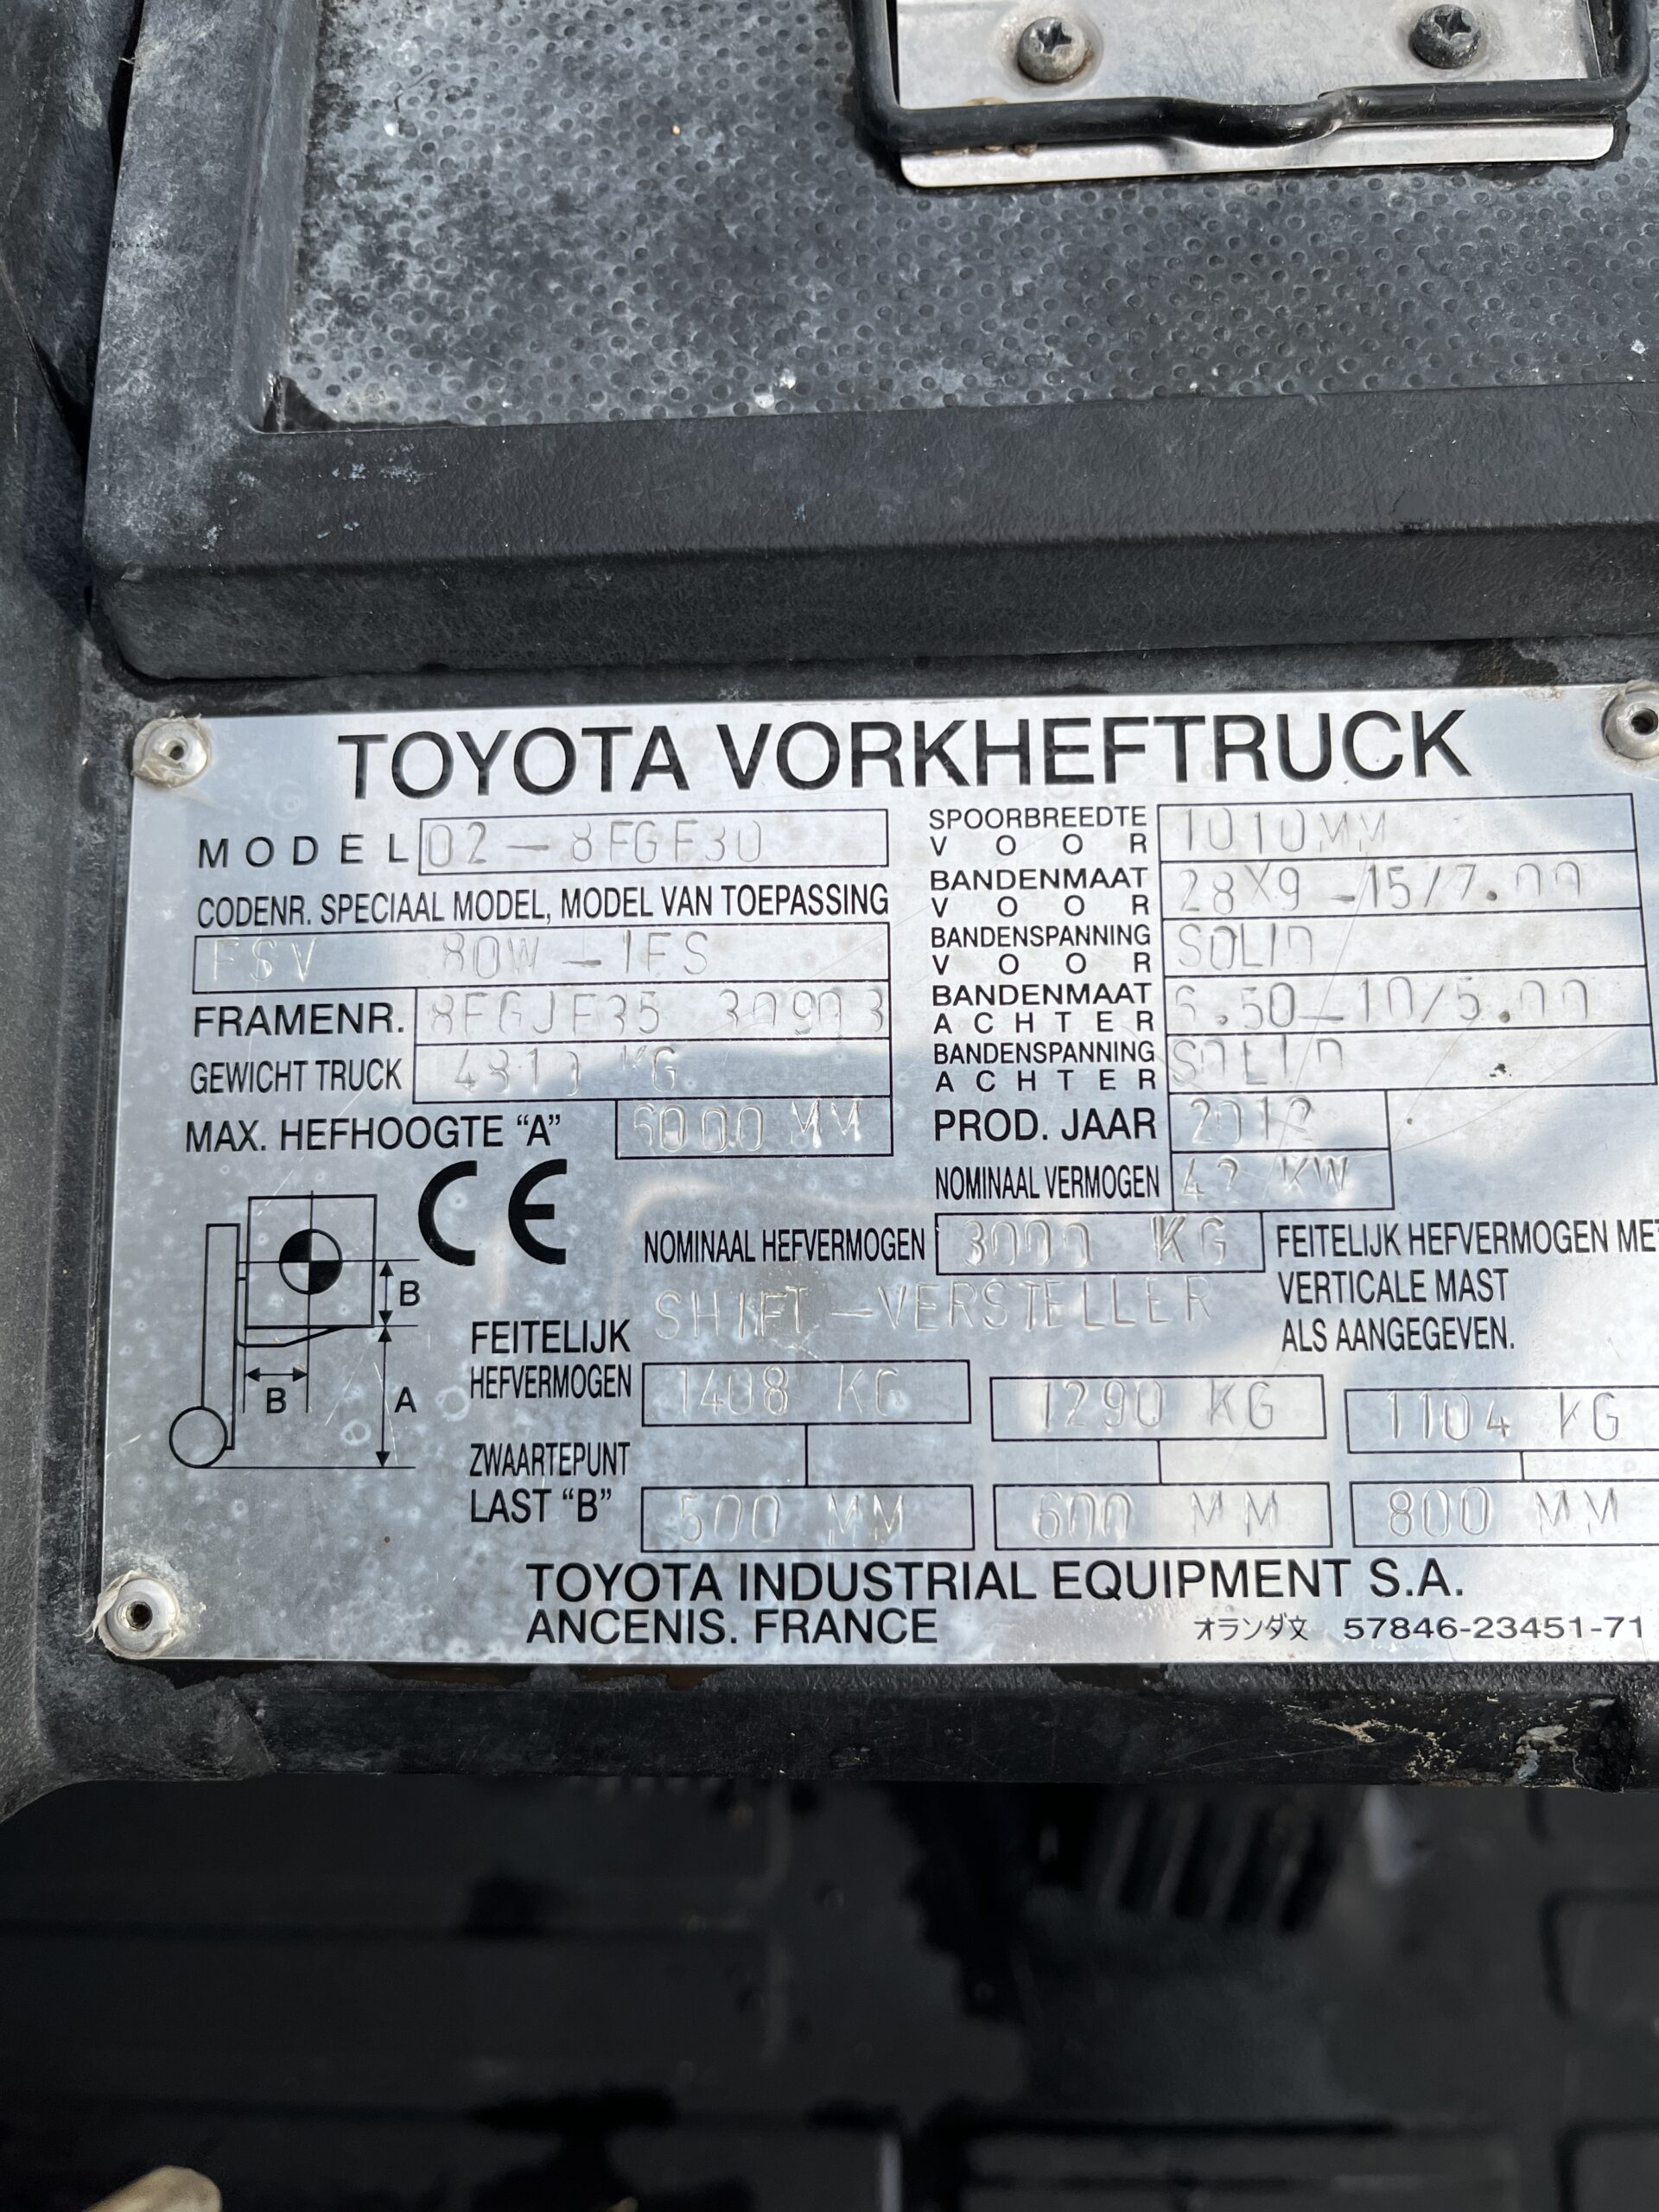 TOYOTA VORKHEFTRUCK
MODEL 02-8FGF30
CODENR. SPECIAAL MODEL, MODEL VAN TOEPASSING
FSV 80W-IFS
FRAMENR. 8FGJF35 30903
GEWICHT TRUCK KG
MAX. HEFHOOGTE “A” 6000 MM
SPOORBREEDTE VOOR 1010MM
BANDENMAAT VOOR 28X9-15/7.00
BANDENSPANNING VOOR SOLID
BANDENMAAT ACHTER 6.50-10/5.00
BANDENSPANNING ACHTER SOLID
PROD. JAAR 2012
NOMINAAL VERMOGEN KW
CE
B
B
A
NOMINAAL HEFVERMOGEN 3000 KG
FEITELIJK HEFVERMOGEN MET
VERTICALE MAST
ALS AANGEGEVEN.
SHIFT-VERSTELLER
FEITELIJK
HEFVERMOGEN 1408 KG 1290 KG 1104 KG
ZWAARTEPUNT
LAST “B” 500 MM 600 MM 800 MM
TOYOTA INDUSTRIAL EQUIPMENT S.A.
ANCENIS. FRANCE
オランダ文 57846-23451-71